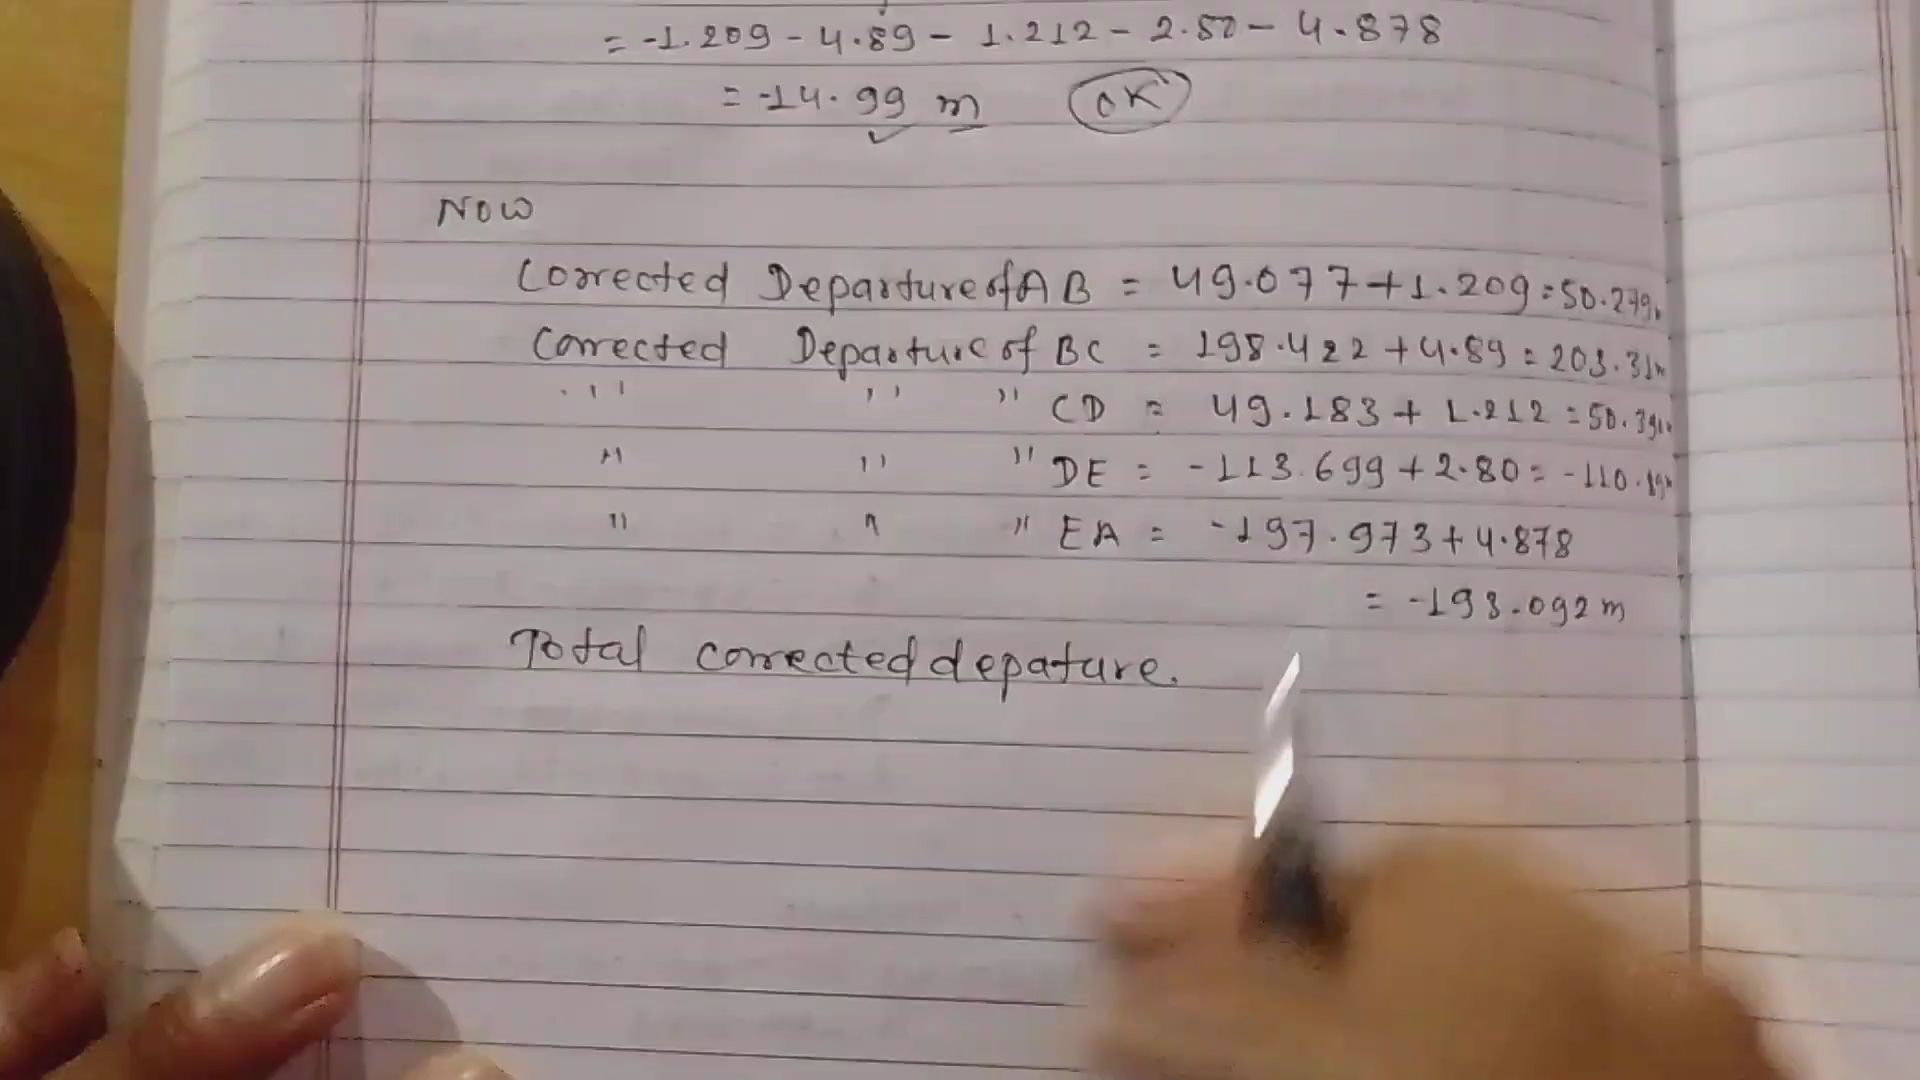 = -1.209 - 4.89 - 1.212 - 2.80 - 4.878
= -14.99 m OK
NOW
Corrected Departure of AB = 49.077 + 1.209 = 50.279
Corrected Departure of BC = 198.422 + 4.89 = 203.31m
" " " CD = 49.183 + 1.212 = 50.39
" " " DE = -113.699 + 2.80 = -110.89
" " " EA = -197.973 + 4.878
= -193.092 m
Total corrected depature.